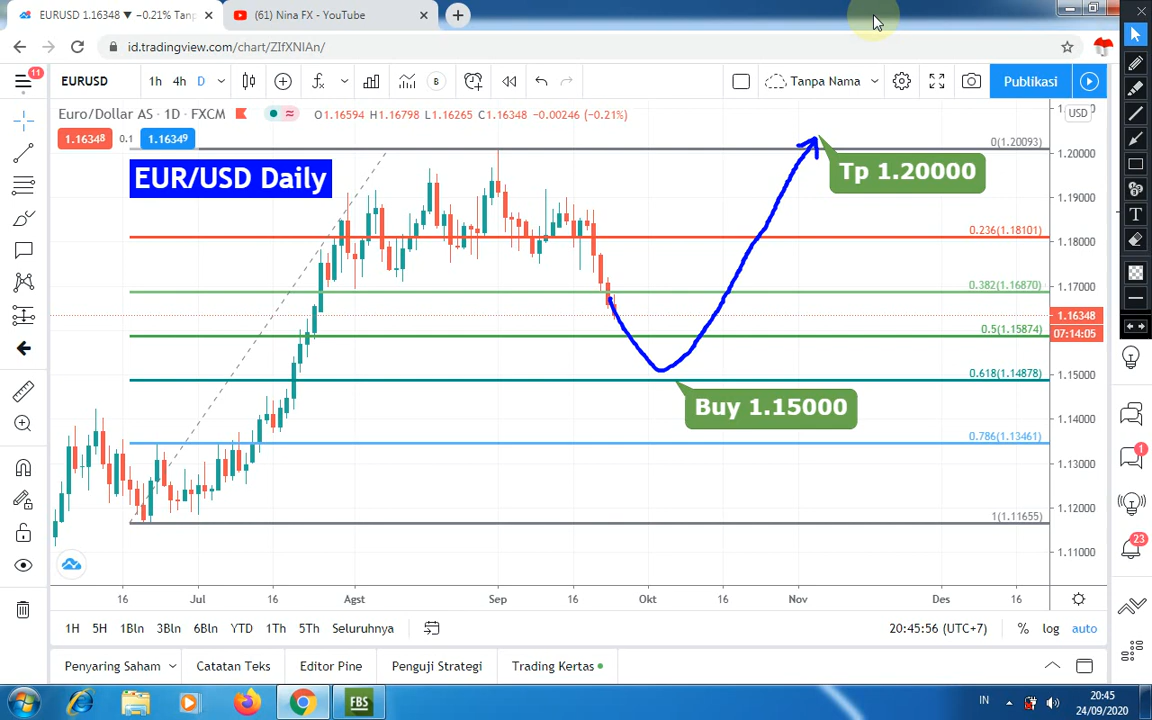 EURUSD 1.16348 ▼ −0.21% Tanp
(61) Nina FX - YouTube
id.tradingview.com/chart/ZIfXNIAn/
11
EURUSD
1h
4h
D
B
Tanpa Nama
Publikasi
Euro/Dollar AS · 1D · FXCM
O1.16594 H1.16798 L1.16265 C1.16348 −0.00246 (−0.21%)
USD
1.16348
0.1
1.16349
0(1.20093)
EUR/USD Daily
Tp 1.20000
0.236(1.18101)
0.382(1.16870)
0.5(1.15874)
0.618(1.14878)
Buy 1.15000
0.786(1.13461)
1(1.11655)
1.20000
1.19000
1.18000
1.17000
1.16348
07:14:05
1.15000
1.14000
1.13000
1.12000
1.11000
T
1
23
16
Jul
16
Agst
Sep
16
Okt
16
Nov
Des
16
1H
5H
1Bln
3Bln
6Bln
YTD
1Th
5Th
Seluruhnya
20:45:56 (UTC+7)
%
log
auto
Penyaring Saham
Catatan Teks
Editor Pine
Penguji Strategi
Trading Kertas
FBS
IN
20:45
24/09/2020